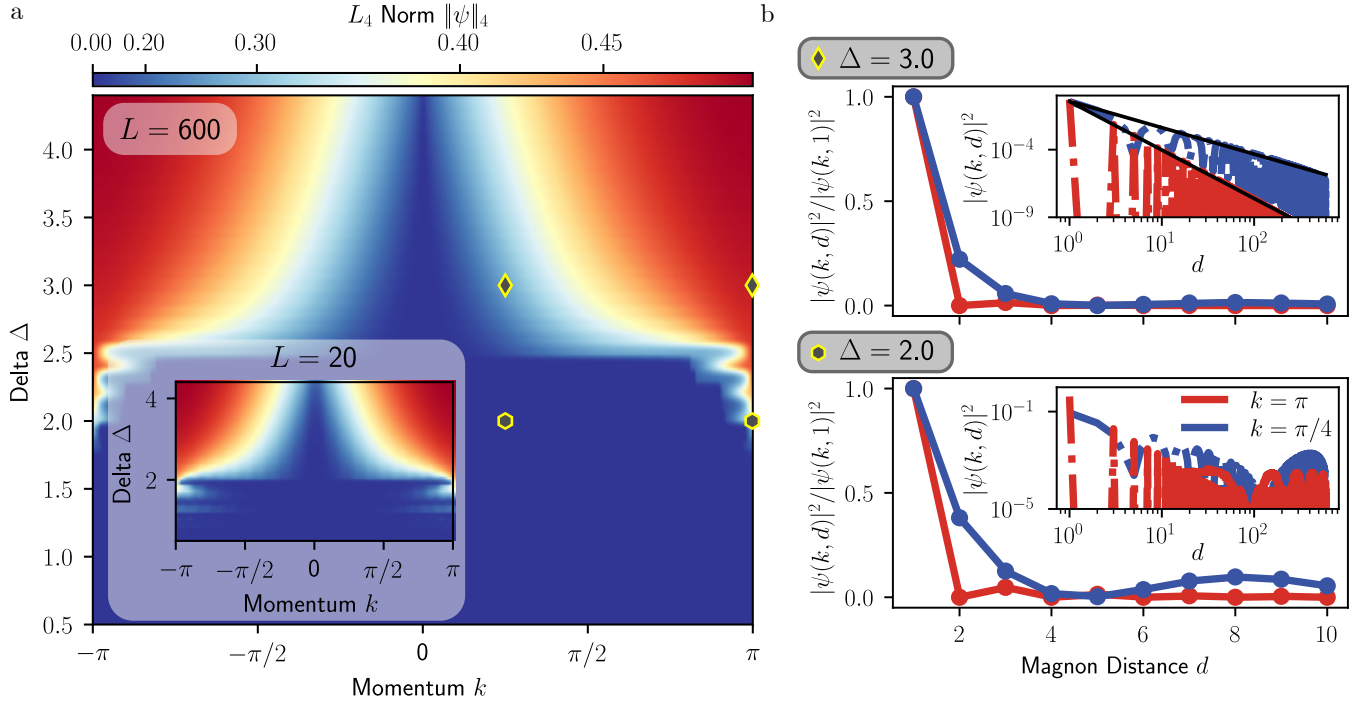 a
L₄ Norm ‖ψ‖₄
0.00 0.20 0.30 0.40 0.45
L = 600
Delta Δ
4.0
3.5
3.0
2.5
2.0
1.5
1.0
0.5
L = 20
Delta Δ
4
2
−π −π/2 0 π/2 π
Momentum k
−π −π/2 0 π/2 π
Momentum k
b
Δ = 3.0
|ψ(k, d)|²/|ψ(k, 1)|²
1.0
0.5
0.0
|ψ(k, d)|²
10⁻⁴
10⁻⁹
10⁰ 10¹ 10²
d
Δ = 2.0
|ψ(k, d)|²/|ψ(k, 1)|²
1.0
0.5
0.0
|ψ(k, d)|²
10⁻¹
10⁻⁵
k = π
k = π/4
10⁰ 10¹ 10²
d
2 4 6 8 10
Magnon Distance d